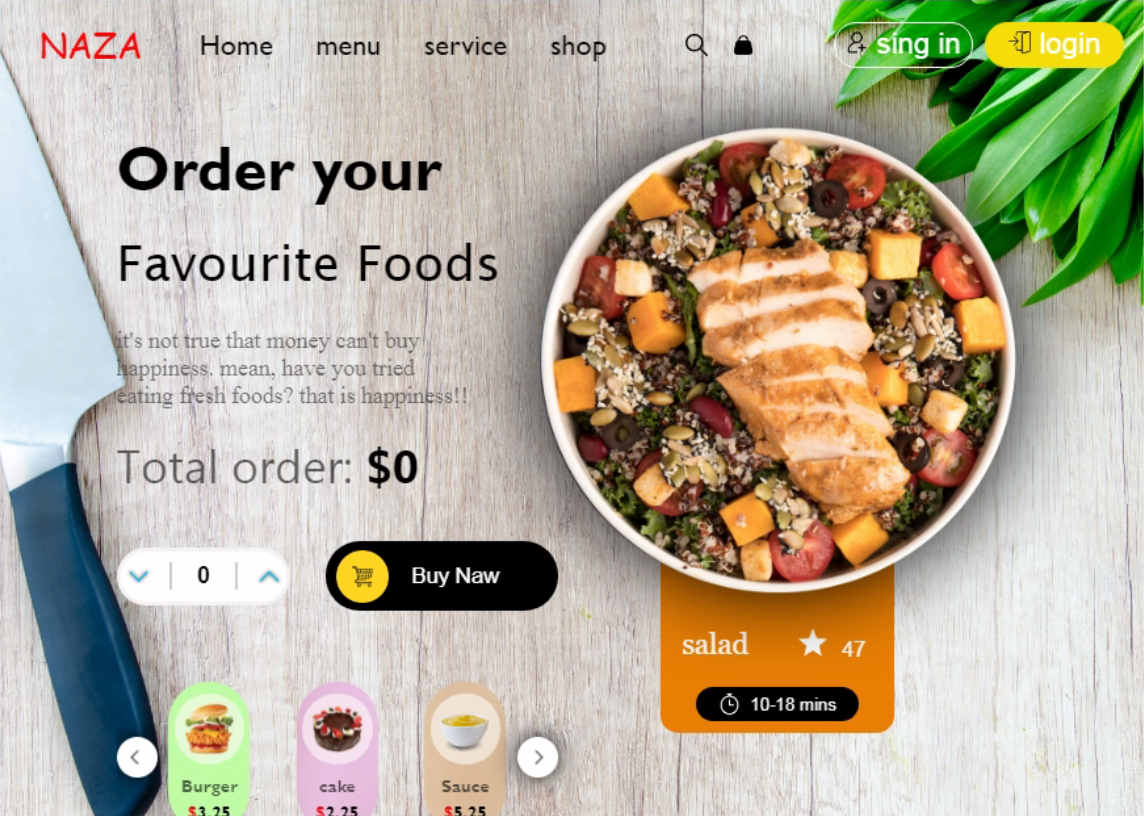 NAZA Home menu service shop sing in login
Order your
Favourite Foods
it's not true that money can't buy
happiness. mean, have you tried
eating fresh foods? that is happiness!!
Total order: $0
0 Buy Naw
salad 47
10-18 mins
Burger cake Sauce
$3.25 $2.25 $5.25